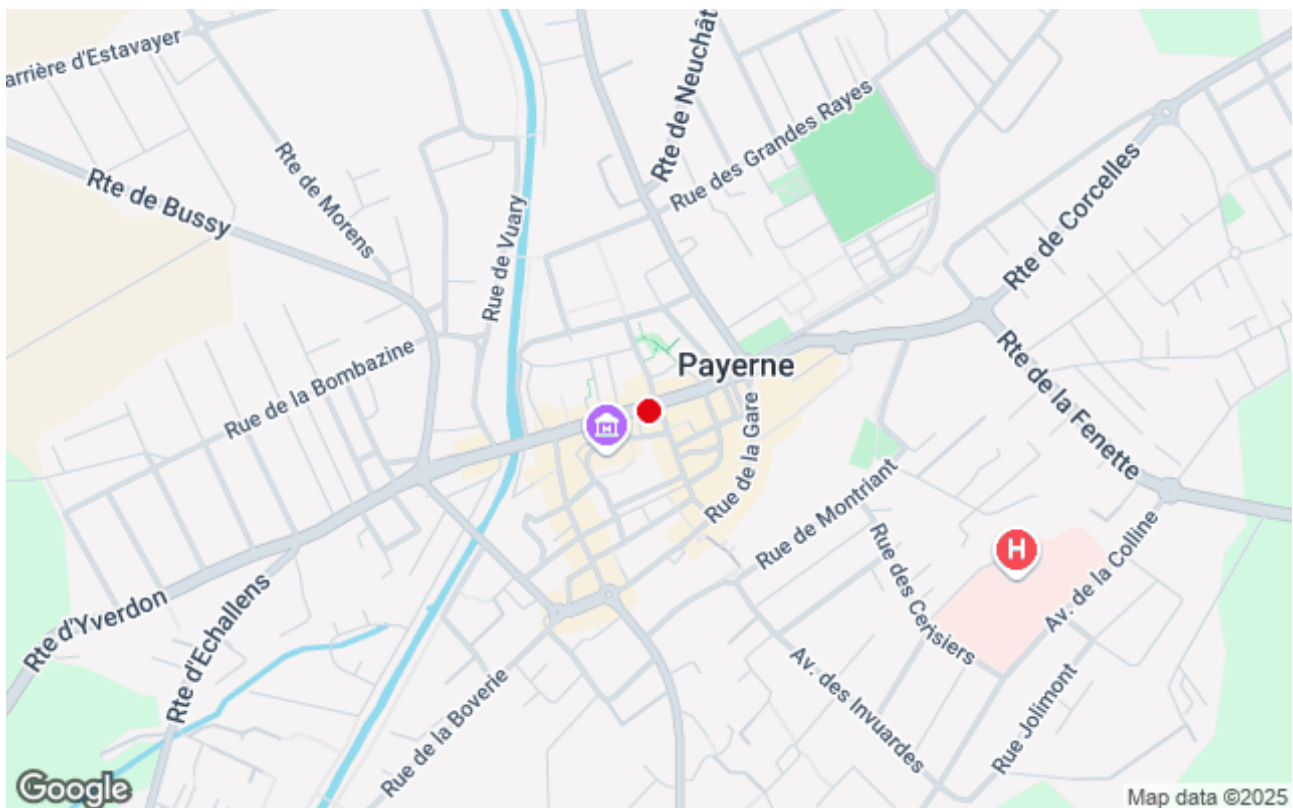 arrière d'Estavayer
Rte de Neuchât
Rue des Grandes Rayes
Rte de Morens
Rte de Bussy
Rue de Vuary
Rte de Corcelles
Rue de la Bombazine
Payerne
Rte de la Fenette
Rue de la Gare
Rue de Montriant
H
Rue des Cerisiers
Av. de la Colline
Rte d'Yverdon
Rte d'Echallens
Av. des Invuardes
Rue de la Boverie
Rue Jolimont
Google
Map data ©2025